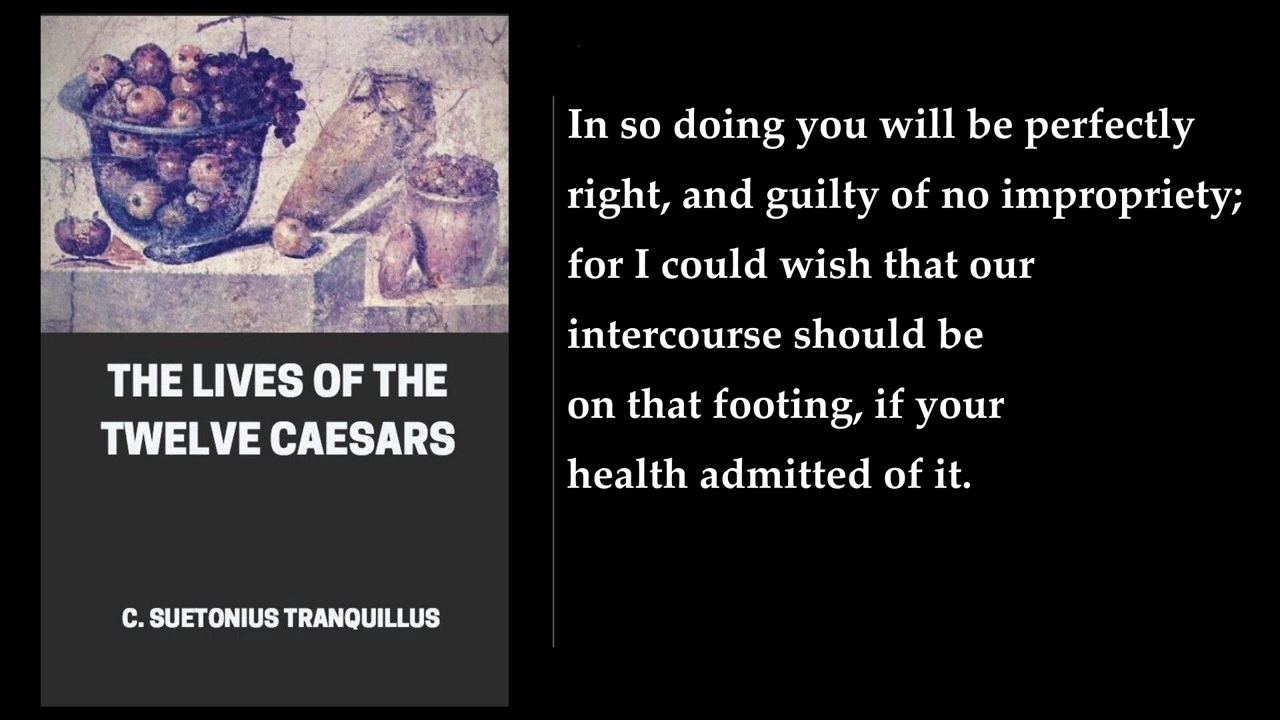 THE LIVES OF THE
TWELVE CAESARS
C. SUETONIUS TRANQUILLUS
In so doing you will be perfectly
right, and guilty of no impropriety;
for I could wish that our
intercourse should be
on that footing, if your
health admitted of it.